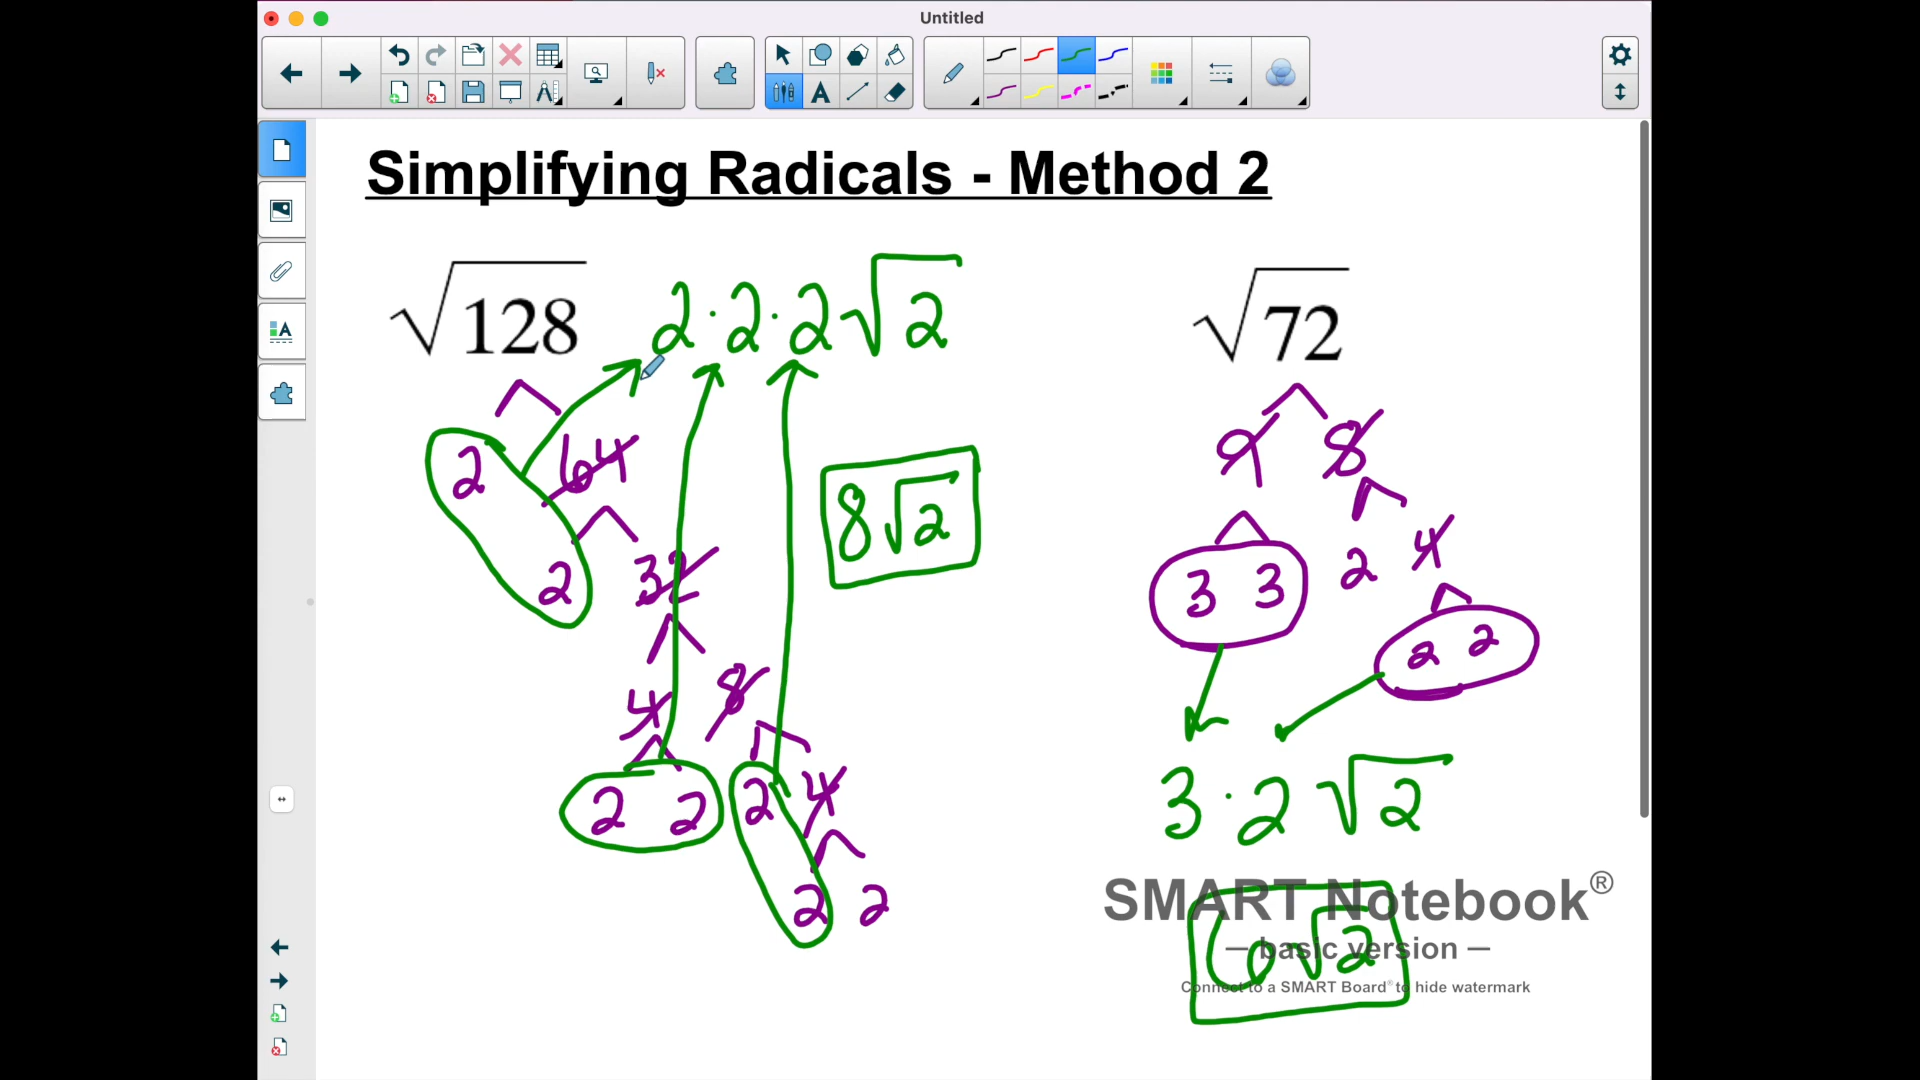 Untitled
Simplifying Radicals - Method 2
√128 2·2·2√2
2 64
2 32
4 8
2 2 2 4
2 2
8√2
√72
9 8
3 3 2 4
2 2
3·2√2
6√2
SMART Notebook®
— basic version —
Connect to a SMART Board® to hide watermark